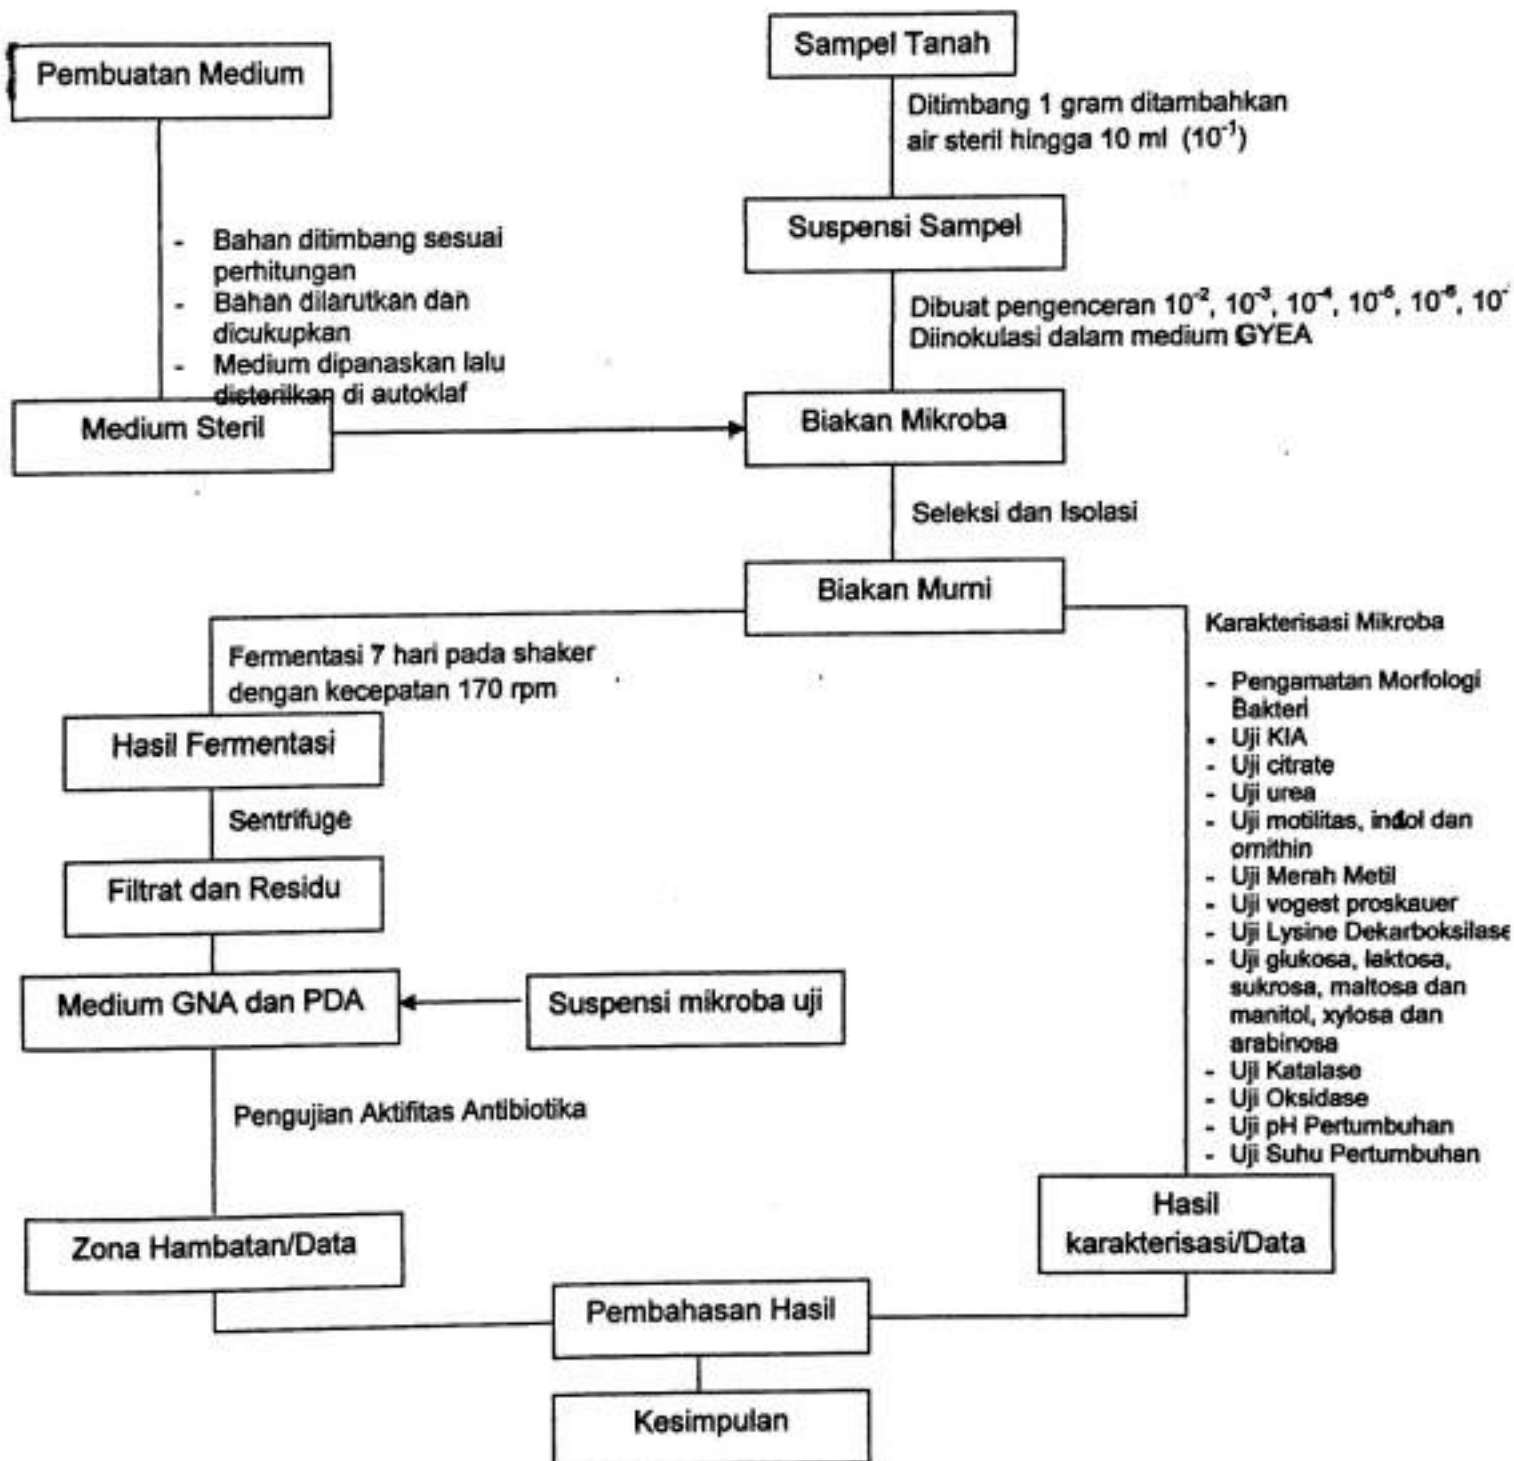 Pembuatan Medium
Sampel Tanah
Ditimbang 1 gram ditambahkan
air steril hingga 10 ml (10⁻¹)
Suspensi Sampel
- Bahan ditimbang sesuai
perhitungan
- Bahan dilarutkan dan
dicukupkan
- Medium dipanaskan lalu
disterilkan di autoklaf
Dibuat pengenceran 10⁻², 10⁻³, 10⁻⁴, 10⁻⁵, 10⁻⁶, 10⁻
Diinokulasi dalam medium GYEA
Medium Steril
Biakan Mikroba
Seleksi dan Isolasi
Biakan Murni
Fermentasi 7 hari pada shaker
dengan kecepatan 170 rpm
Hasil Fermentasi
Sentrifuge
Filtrat dan Residu
Medium GNA dan PDA
Suspensi mikroba uji
Pengujian Aktifitas Antibiotika
Zona Hambatan/Data
Karakterisasi Mikroba
- Pengamatan Morfologi
Bakteri
- Uji KIA
- Uji citrate
- Uji urea
- Uji motilitas, indol dan
ornithin
- Uji Merah Metil
- Uji vogest proskauer
- Uji Lysine Dekarboksilase
- Uji glukosa, laktosa,
sukrosa, maltosa dan
manitol, xylosa dan
arabinosa
- Uji Katalase
- Uji Oksidase
- Uji pH Pertumbuhan
- Uji Suhu Pertumbuhan
Hasil
karakterisasi/Data
Pembahasan Hasil
Kesimpulan